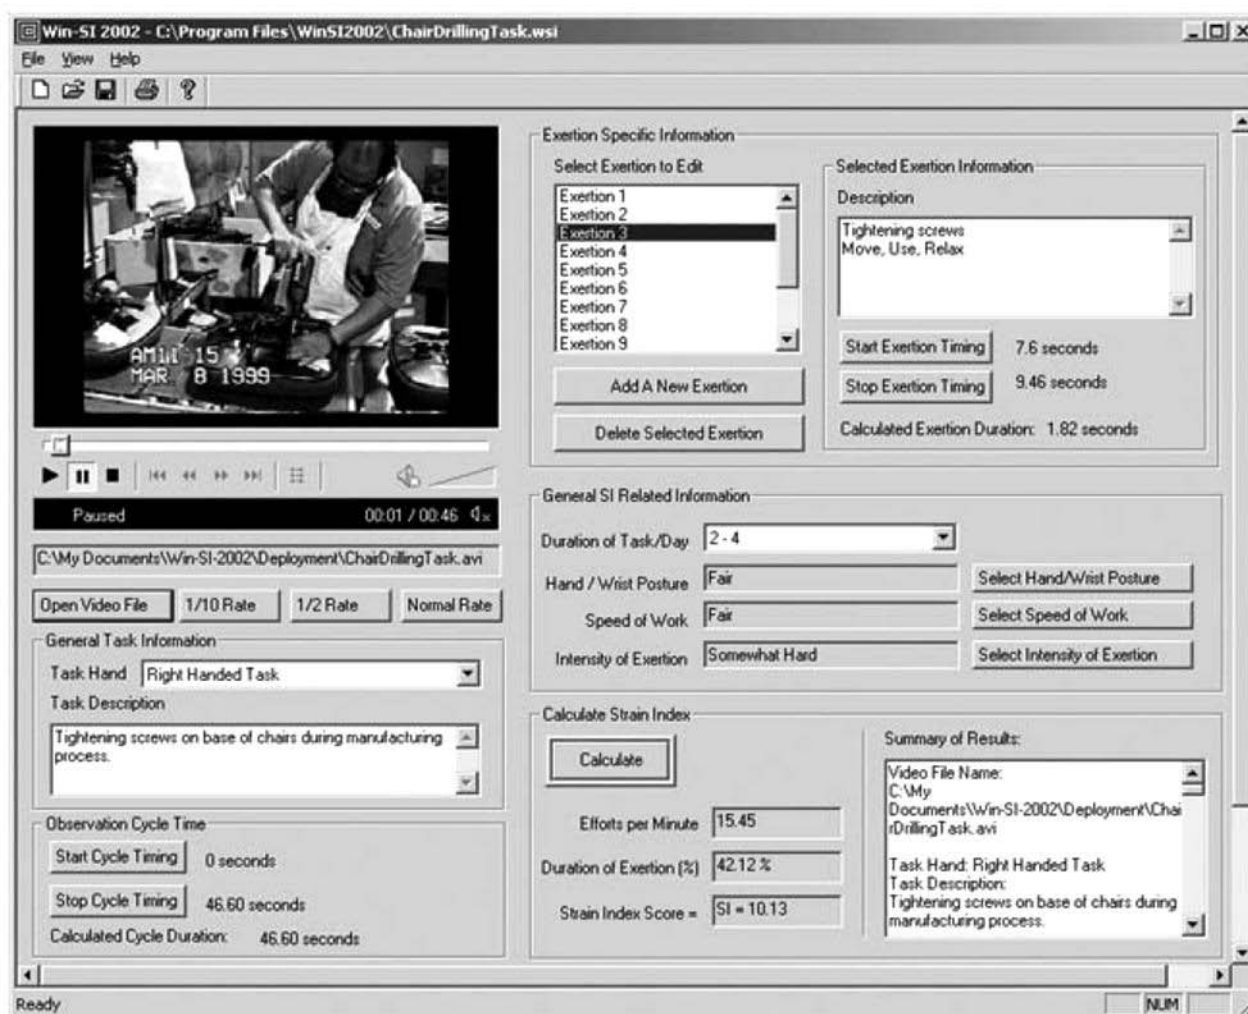 Win-SI 2002 - C:\Program Files\WinSI2002\ChairDrillingTask.wsi
File View Help
AM11 15
MAR 8 1999
Paused 00:01 / 00:46
C:\My Documents\Win-SI-2002\Deployment\ChairDrillingTask.avi
Open Video File 1/10 Rate 1/2 Rate Normal Rate
General Task Information
Task Hand Right Handed Task
Task Description
Tightening screws on base of chairs during manufacturing
process.
Observation Cycle Time
Start Cycle Timing 0 seconds
Stop Cycle Timing 46.60 seconds
Calculated Cycle Duration: 46.60 seconds
Exertion Specific Information
Select Exertion to Edit
Exertion 1
Exertion 2
Exertion 3
Exertion 4
Exertion 5
Exertion 6
Exertion 7
Exertion 8
Exertion 9
Add A New Exertion
Delete Selected Exertion
Selected Exertion Information
Description
Tightening screws
Move, Use, Relax
Start Exertion Timing 7.6 seconds
Stop Exertion Timing 9.46 seconds
Calculated Exertion Duration: 1.82 seconds
General SI Related Information
Duration of Task/Day 2 - 4
Hand / Wrist Posture Fair Select Hand/Wrist Posture
Speed of Work Fair Select Speed of Work
Intensity of Exertion Somewhat Hard Select Intensity of Exertion
Calculate Strain Index
Calculate
Efforts per Minute 15.45
Duration of Exertion (%) 42.12 %
Strain Index Score = SI = 10.13
Summary of Results:
Video File Name:
C:\My
Documents\Win-SI-2002\Deployment\Chai
rDrillingTask.avi
Task Hand: Right Handed Task
Task Description:
Tightening screws on base of chairs during
manufacturing process.
Ready NUM